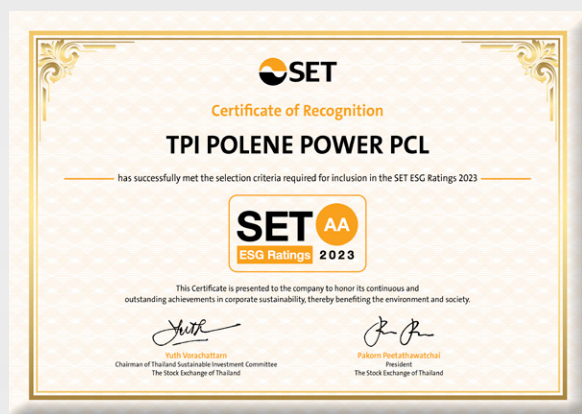 SET
Certificate of Recognition
TPI POLENE POWER PCL
has successfully met the selection criteria required for inclusion in the SET ESG Ratings 2023
SET AA
ESG Ratings 2023
This Certificate is presented to the company to honor its continuous and
outstanding achievements in corporate sustainability, thereby benefiting the environment and society.
Yuth Vorachattarn
Chairman of Thailand Sustainable Investment Committee
The Stock Exchange of Thailand
Pakorn Peetathawatchai
President
The Stock Exchange of Thailand